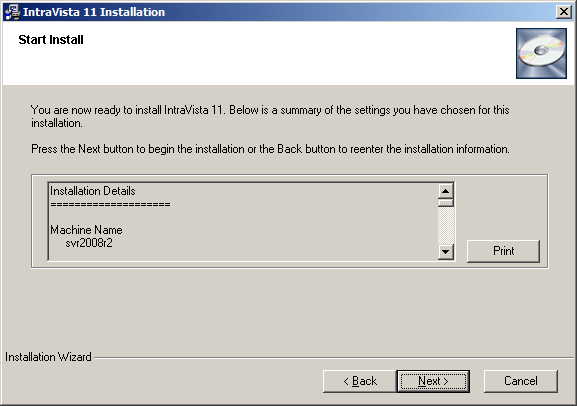 IntraVista 11 Installation
Start Install
You are now ready to install IntraVista 11. Below is a summary of the settings you have chosen for this
installation.
Press the Next button to begin the installation or the Back button to reenter the installation information.
Installation Details
====================
Machine Name
svr2008r2
Print
Installation Wizard
< Back
Next >
Cancel